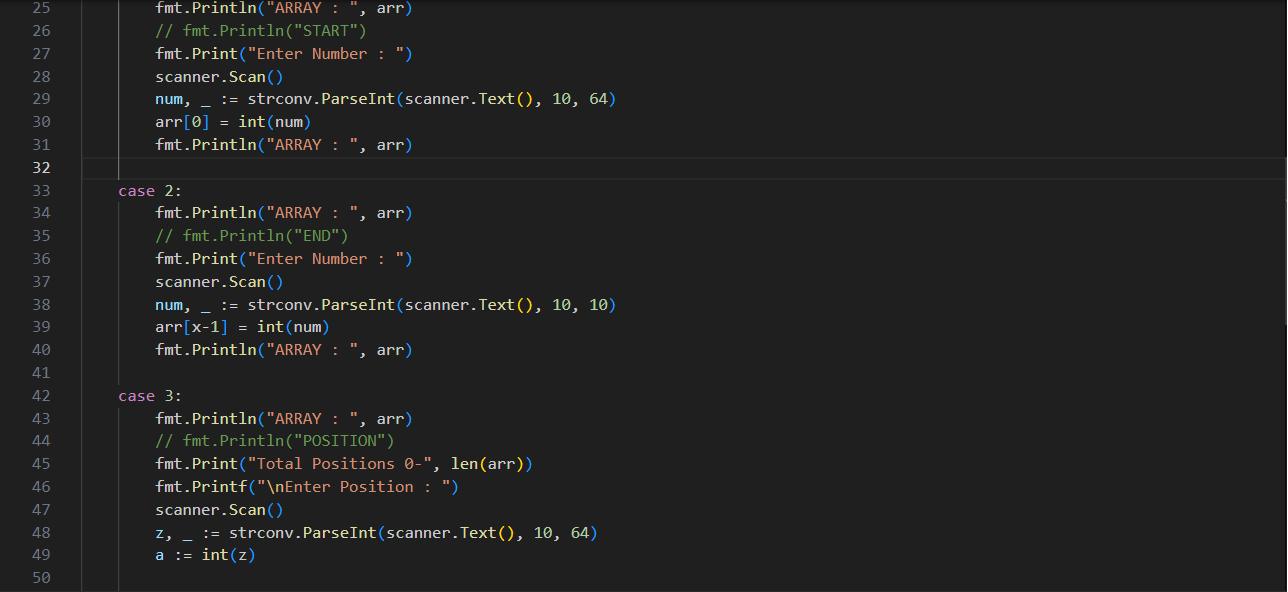 25 fmt.Println("ARRAY : ", arr)
26 // fmt.Println("START")
27 fmt.Print("Enter Number : ")
28 scanner.Scan()
29 num, _ := strconv.ParseInt(scanner.Text(), 10, 64)
30 arr[0] = int(num)
31 fmt.Println("ARRAY : ", arr)
32
33 case 2:
34 fmt.Println("ARRAY : ", arr)
35 // fmt.Println("END")
36 fmt.Print("Enter Number : ")
37 scanner.Scan()
38 num, _ := strconv.ParseInt(scanner.Text(), 10, 10)
39 arr[x-1] = int(num)
40 fmt.Println("ARRAY : ", arr)
41
42 case 3:
43 fmt.Println("ARRAY : ", arr)
44 // fmt.Println("POSITION")
45 fmt.Print("Total Positions 0-", len(arr))
46 fmt.Printf("\nEnter Position : ")
47 scanner.Scan()
48 z, _ := strconv.ParseInt(scanner.Text(), 10, 64)
49 a := int(z)
50